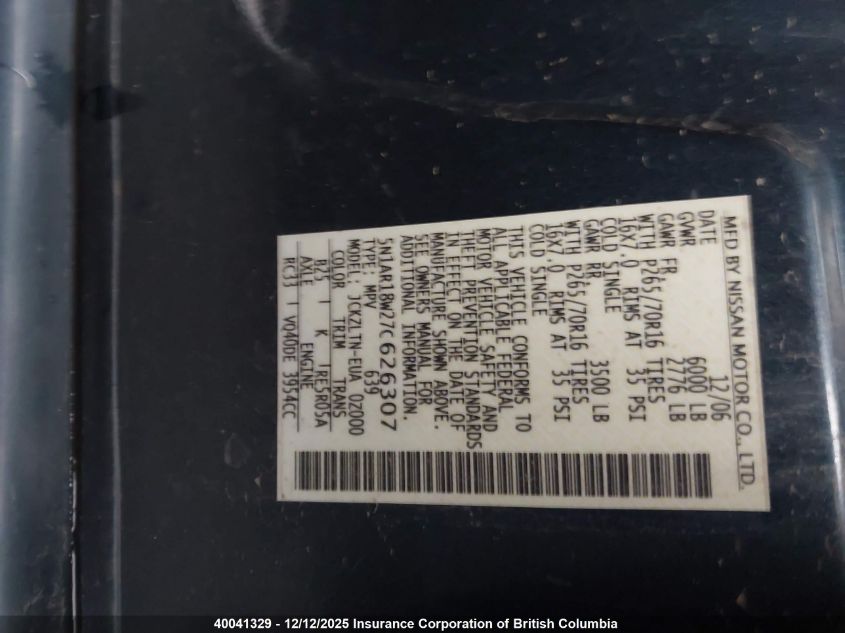 MFD BY NISSAN MOTOR CO., LTD.
DATE 12/06
GVWR 6000 LB
GAWR FR 2776 LB
WITH P265/70R16 TIRES
16X7.0 RIMS AT 35 PSI
COLD SINGLE
GAWR RR 3500 LB
WITH P265/70R16 TIRES
16X7.0 RIMS AT 35 PSI
COLD SINGLE
THIS VEHICLE CONFORMS TO
ALL APPLICABLE FEDERAL
MOTOR VEHICLE SAFETY AND
THEFT PREVENTION STANDARDS
IN EFFECT ON THE DATE OF
MANUFACTURE SHOWN ABOVE.
SEE OWNERS MANUAL FOR
ADDITIONAL INFORMATION.
5N1AR18W27C626307
TYPE: MPV 639
MODEL: JCKZLTN-EUA 0Z000
COLOR TRIM TRANS
B25 K RE5R05A
AXLE ENGINE
RC33 VQ40DE 3954CC
40041329 - 12/12/2025 Insurance Corporation of British Columbia